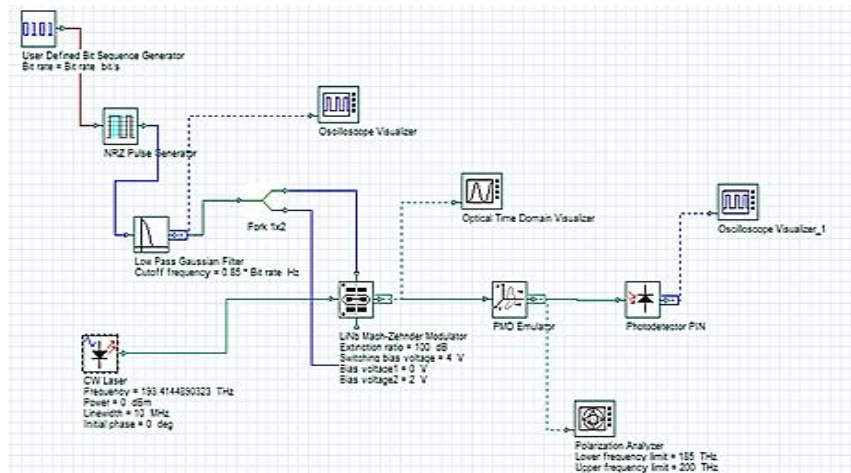 0101
User Defined Bit Sequence Generator
Bit rate = Bit rate bit/s
NRZ Pulse Generator
Oscilloscope Visualizer
Fork 1x2
Low Pass Gaussian Filter
Cutoff frequency = 0.85 * Bit rate Hz
Optical Time Domain Visualizer
Oscilloscope Visualizer_1
LiNb Mach-Zehnder Modulator
Extinction ratio = 100 dB
Switching bias voltage = 4 V
Bias voltage1 = 0 V
Bias voltage2 = 2 V
PMD Emulator
Photodetector PIN
CW Laser
Frequency = 193.4144890323 THz
Power = 0 dBm
Linewidth = 10 MHz
Initial phase = 0 deg
Polarization Analyzer
Lower frequency limit = 185 THz
Upper frequency limit = 200 THz